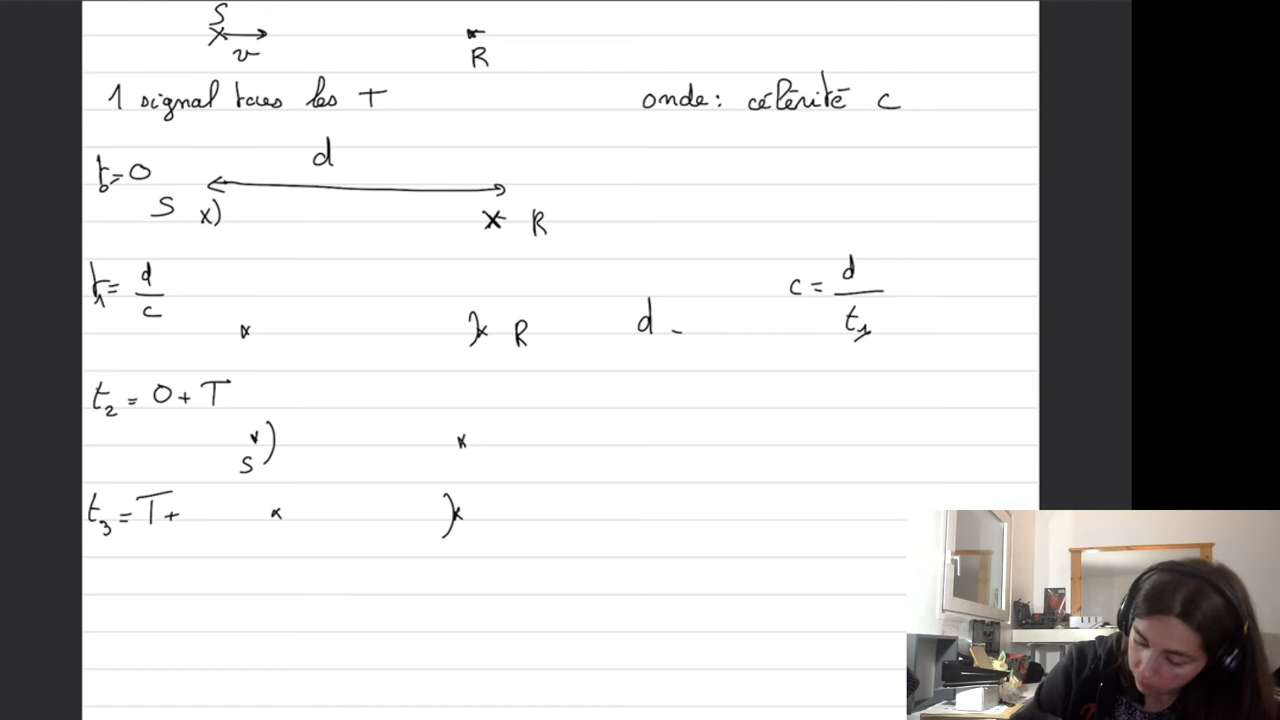 S
v
R
1 signal tous les T
onde : célérité c
d
t₀ = 0
S x)
x R
t₁ = d/c
c = d/t₁
x
)x R
d -
t₂ = 0 + T
x)
x
S
t₃ = T +
x
)x